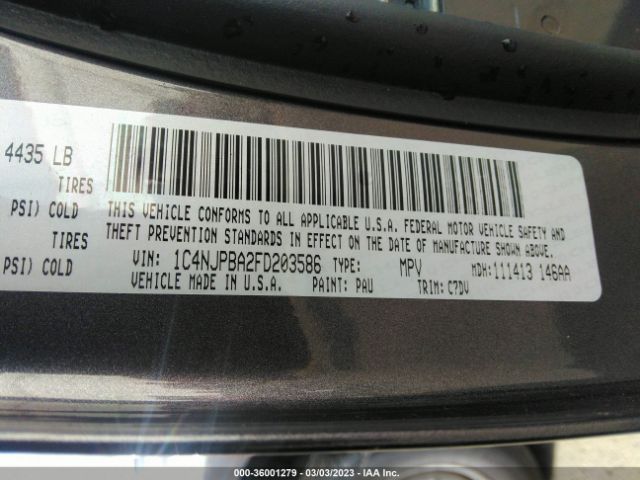 4435 LB
TIRES
PSI) COLD
TIRES
PSI) COLD
THIS VEHICLE CONFORMS TO ALL APPLICABLE U.S.A. FEDERAL MOTOR VEHICLE SAFETY AND
THEFT PREVENTION STANDARDS IN EFFECT ON THE DATE OF MANUFACTURE SHOWN ABOVE.
VIN: 1C4NJPBA2FD203586 TYPE: MPV MDH: 111413 146AA
VEHICLE MADE IN U.S.A. PAINT: PAU TRIM: C7DV
000-36001279 - 03/03/2023 - IAA Inc.